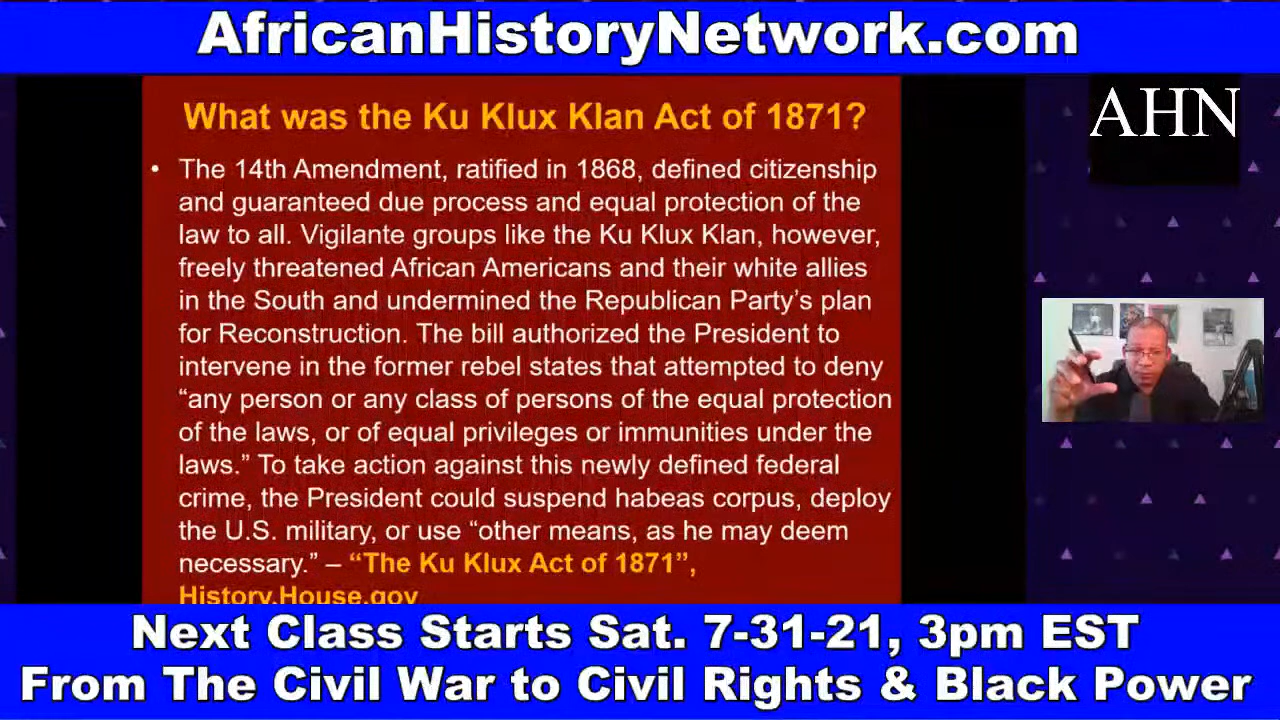 AfricanHistoryNetwork.com
AHN
What was the Ku Klux Klan Act of 1871?
• The 14th Amendment, ratified in 1868, defined citizenship
and guaranteed due process and equal protection of the
law to all. Vigilante groups like the Ku Klux Klan, however,
freely threatened African Americans and their white allies
in the South and undermined the Republican Party’s plan
for Reconstruction. The bill authorized the President to
intervene in the former rebel states that attempted to deny
“any person or any class of persons of the equal protection
of the laws, or of equal privileges or immunities under the
laws.” To take action against this newly defined federal
crime, the President could suspend habeas corpus, deploy
the U.S. military, or use “other means, as he may deem
necessary.” – “The Ku Klux Act of 1871”,
History.House.gov
Next Class Starts Sat. 7-31-21, 3pm EST
From The Civil War to Civil Rights & Black Power